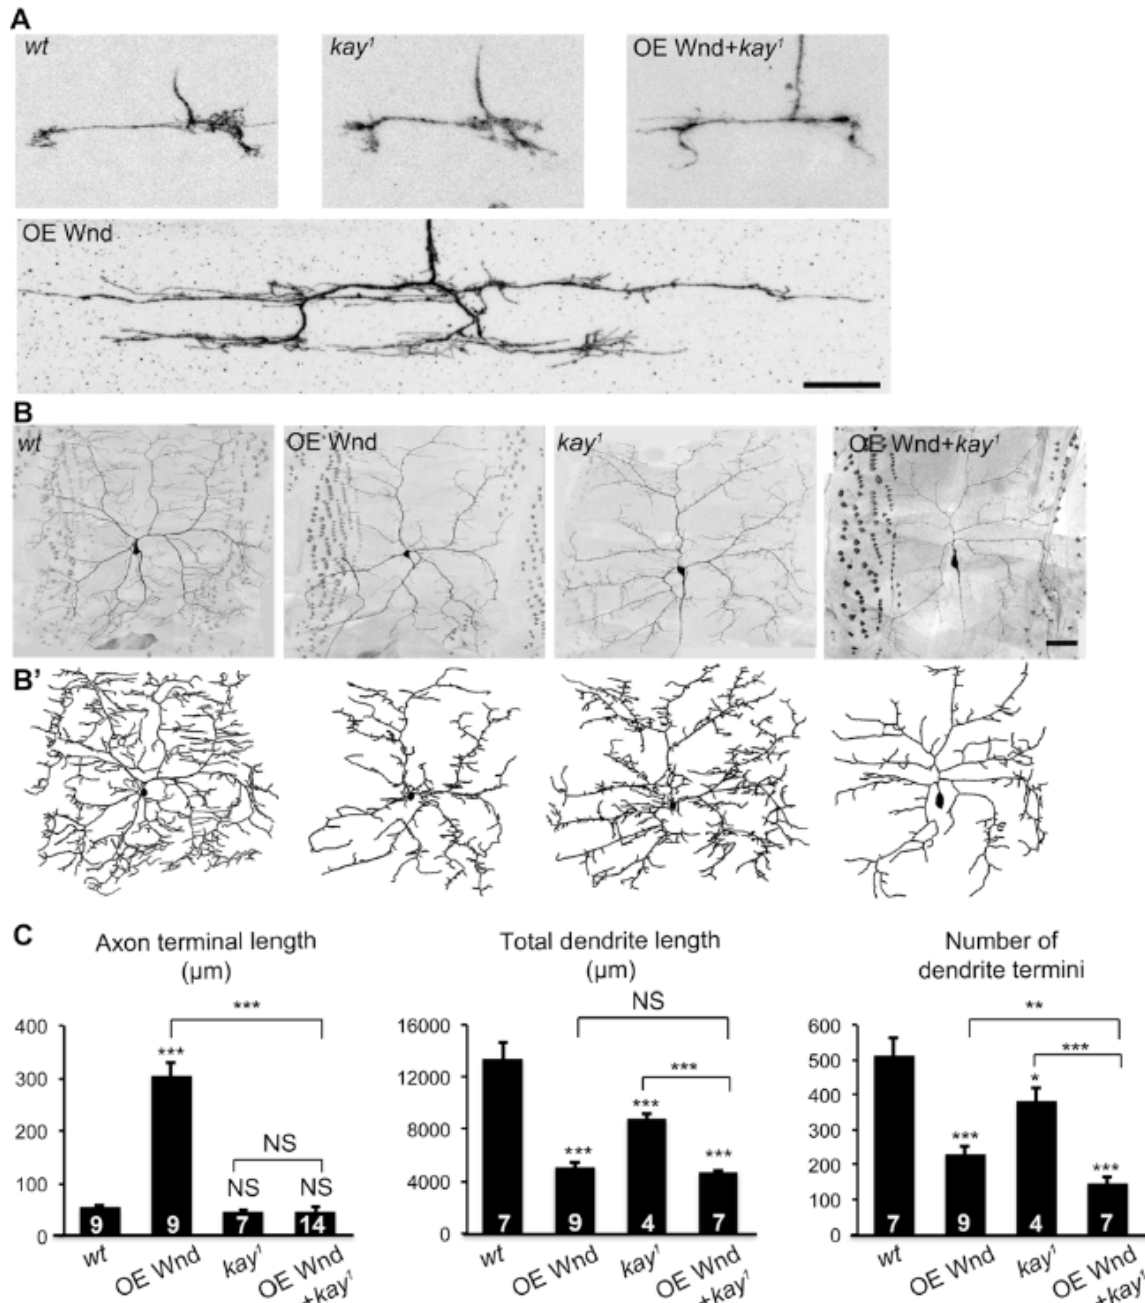 A
wt
kay¹
OE Wnd+kay¹
OE Wnd
B
wt
OE Wnd
kay¹
OE Wnd+kay¹
B'
C
Axon terminal length
(µm)
400
300
200
100
0
***
***
NS
NS
NS
9
9
7
14
wt
OE Wnd
kay¹
OE Wnd
+kay¹
Total dendrite length
(µm)
16000
12000
8000
4000
0
NS
***
***
***
***
7
9
4
7
wt
OE Wnd
kay¹
OE Wnd
+kay¹
Number of
dendrite termini
600
500
400
300
200
100
0
**
***
*
***
***
7
9
4
7
wt
OE Wnd
kay¹
OE Wnd
+kay¹